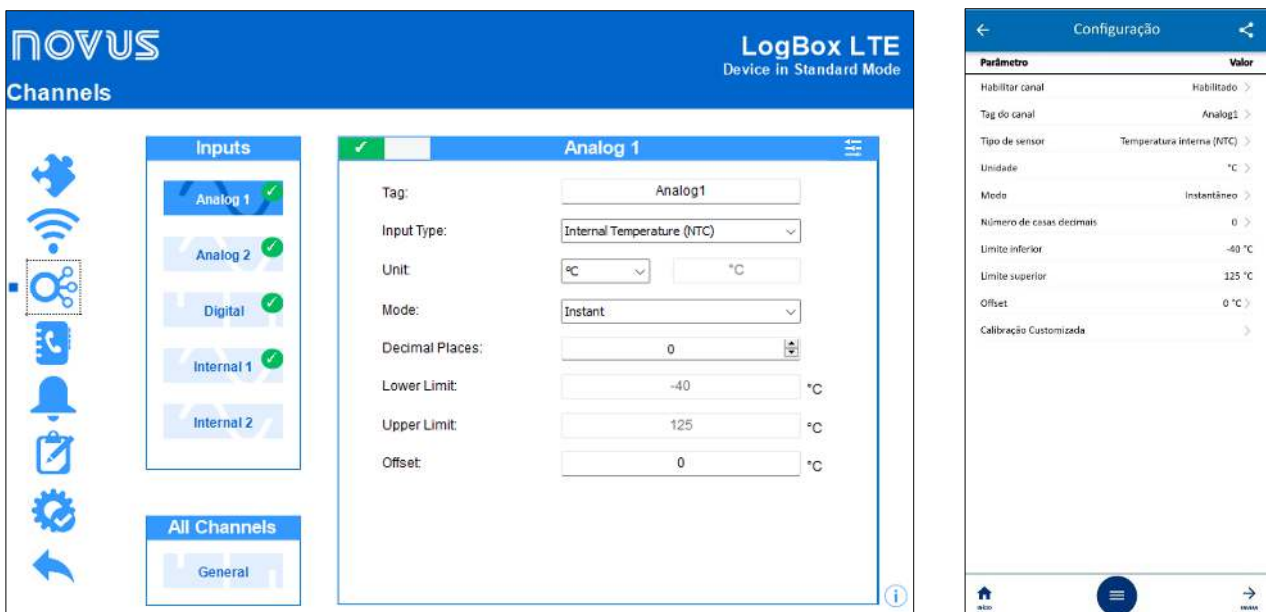 NOVUS
LogBox LTE
Device in Standard Mode
Channels
Inputs
Analog 1
Analog 2
Digital
Internal 1
Internal 2
All Channels
General
Analog 1
Tag: Analog1
Input Type: Internal Temperature (NTC)
Unit: ºC °C
Mode: Instant
Decimal Places: 0
Lower Limit: -40 °C
Upper Limit: 125 °C
Offset: 0 °C
Configuração
Parâmetro Valor
Habilitar canal Habilitado
Tag do canal Analog1
Tipo de sensor Temperatura interna (NTC)
Unidade °C
Modo Instantâneo
Número de casas decimais 0
Limite inferior -40 °C
Limite superior 125 °C
Offset 0 °C
Calibração Customizada